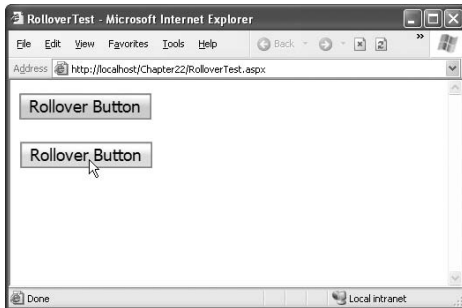 RolloverTest - Microsoft Internet Explorer
File Edit View Favorites Tools Help Back »
Address http://localhost/Chapter22/RolloverTest.aspx
Rollover Button
Rollover Button
Done Local intranet